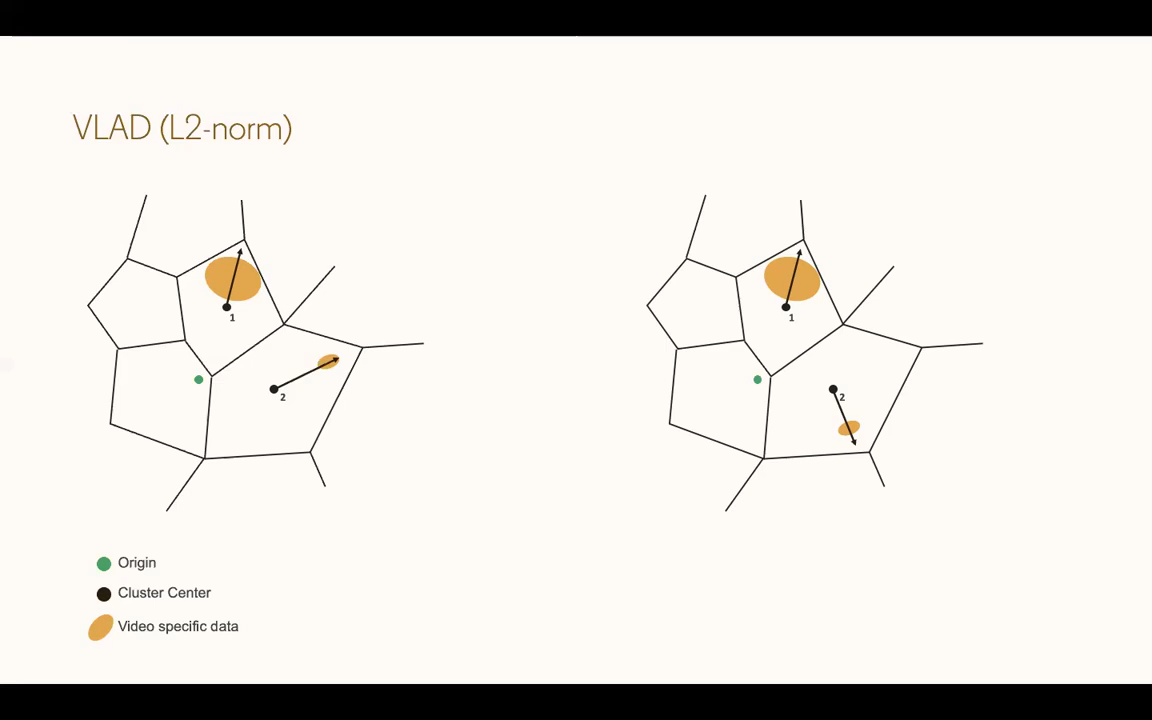 VLAD (L2-norm)
1
2
1
2
Origin
Cluster Center
Video specific data